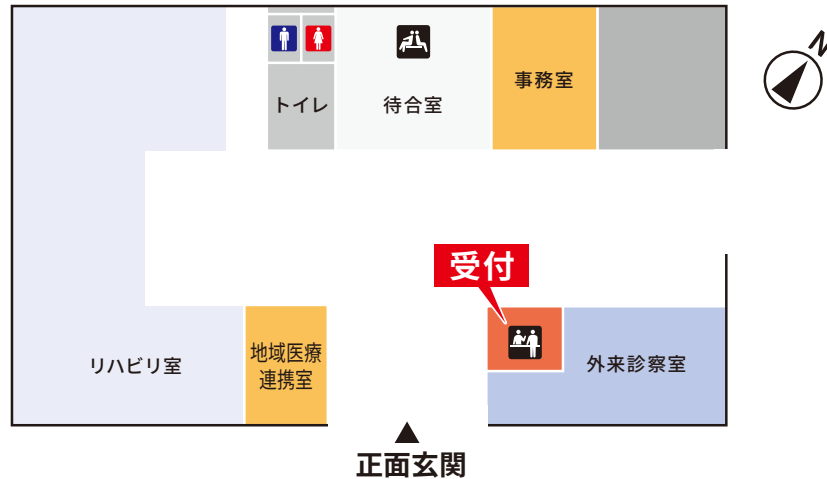 N
トイレ
待合室
事務室
受付
リハビリ室
地域医療
連携室
外来診察室
正面玄関